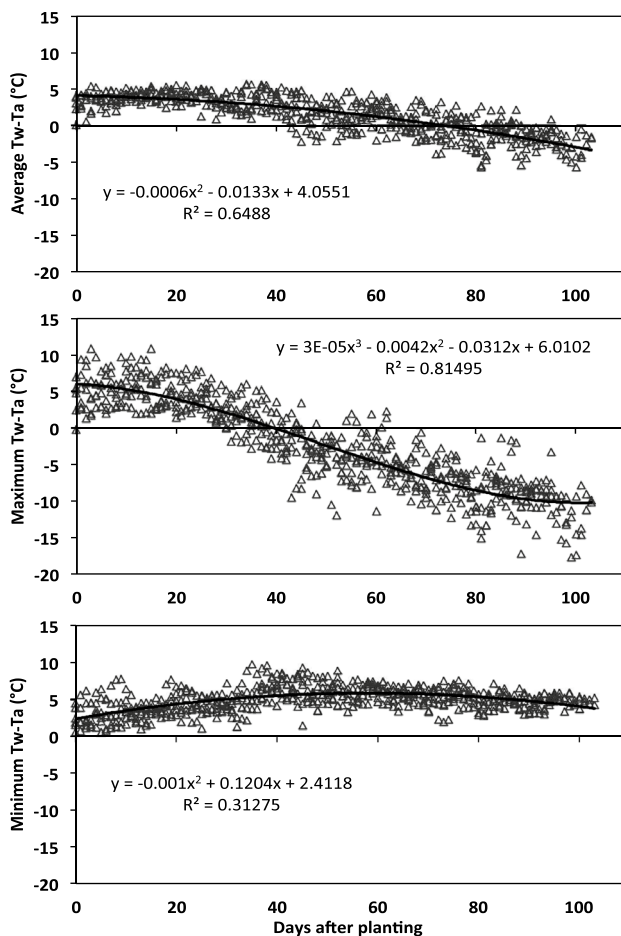 Average Tw-Ta (°C)
15
10
5
0
-5
-10
-15
-20
y = -0.0006x² - 0.0133x + 4.0551
R² = 0.6488
0 20 40 60 80 100
Maximum Tw-Ta (°C)
15
10
5
0
-5
-10
-15
-20
y = 3E-05x³ - 0.0042x² - 0.0312x + 6.0102
R² = 0.81495
0 20 40 60 80 100
Minimum Tw-Ta (°C)
15
10
5
0
-5
-10
-15
-20
y = -0.001x² + 0.1204x + 2.4118
R² = 0.31275
0 20 40 60 80 100
Days after planting